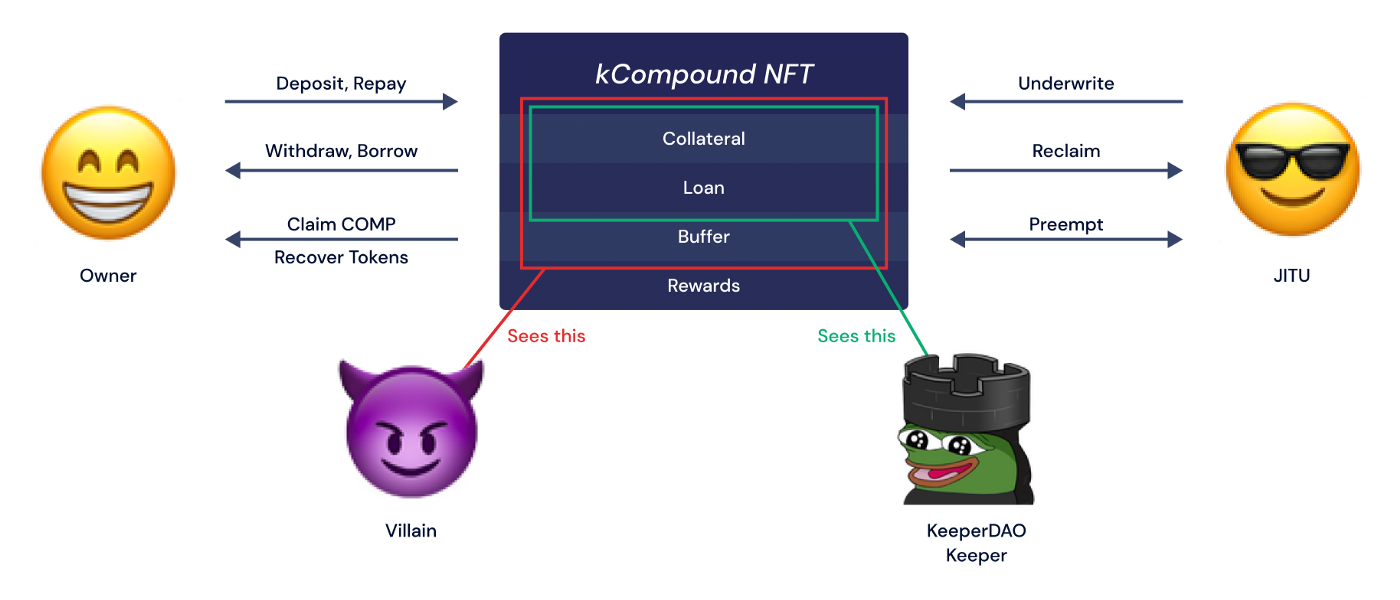 kCompound NFT
Deposit, Repay
Underwrite
Collateral
Withdraw, Borrow
Reclaim
Loan
Claim COMP
Preempt
Buffer
Recover Tokens
Owner
JITU
Rewards
Sees this
Sees this
Villain
KeeperDAO
Keeper